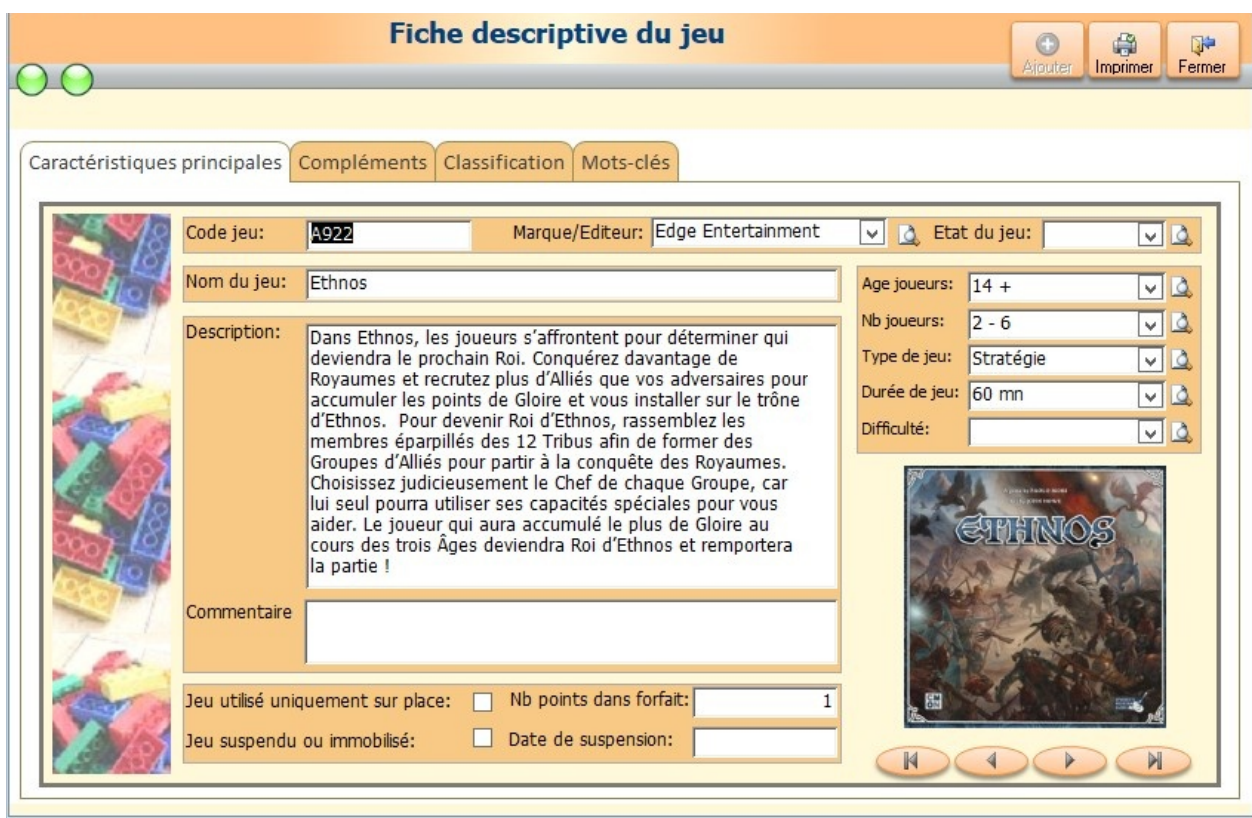 Fiche descriptive du jeu
Ajouter Imprimer Fermer
Caractéristiques principales Compléments Classification Mots-clés
Code jeu: A922 Marque/Editeur: Edge Entertainment Etat du jeu:
Nom du jeu: Ethnos
Age joueurs: 14 +
Nb joueurs: 2 - 6
Type de jeu: Stratégie
Durée de jeu: 60 mn
Difficulté:
Description: Dans Ethnos, les joueurs s’affrontent pour déterminer qui
deviendra le prochain Roi. Conquérez davantage de
Royaumes et recrutez plus d’Alliés que vos adversaires pour
accumuler les points de Gloire et vous installer sur le trône
d’Ethnos.  Pour devenir Roi d’Ethnos, rassemblez les
membres éparpillés des 12 Tribus afin de former des
Groupes d’Alliés pour partir à la conquête des Royaumes.
Choisissez judicieusement le Chef de chaque Groupe, car
lui seul pourra utiliser ses capacités spéciales pour vous
aider. Le joueur qui aura accumulé le plus de Gloire au
cours des trois Âges deviendra Roi d’Ethnos et remportera
la partie !
Commentaire
ETHNOS
CMON
Jeu utilisé uniquement sur place: Nb points dans forfait: 1
Jeu suspendu ou immobilisé: Date de suspension: